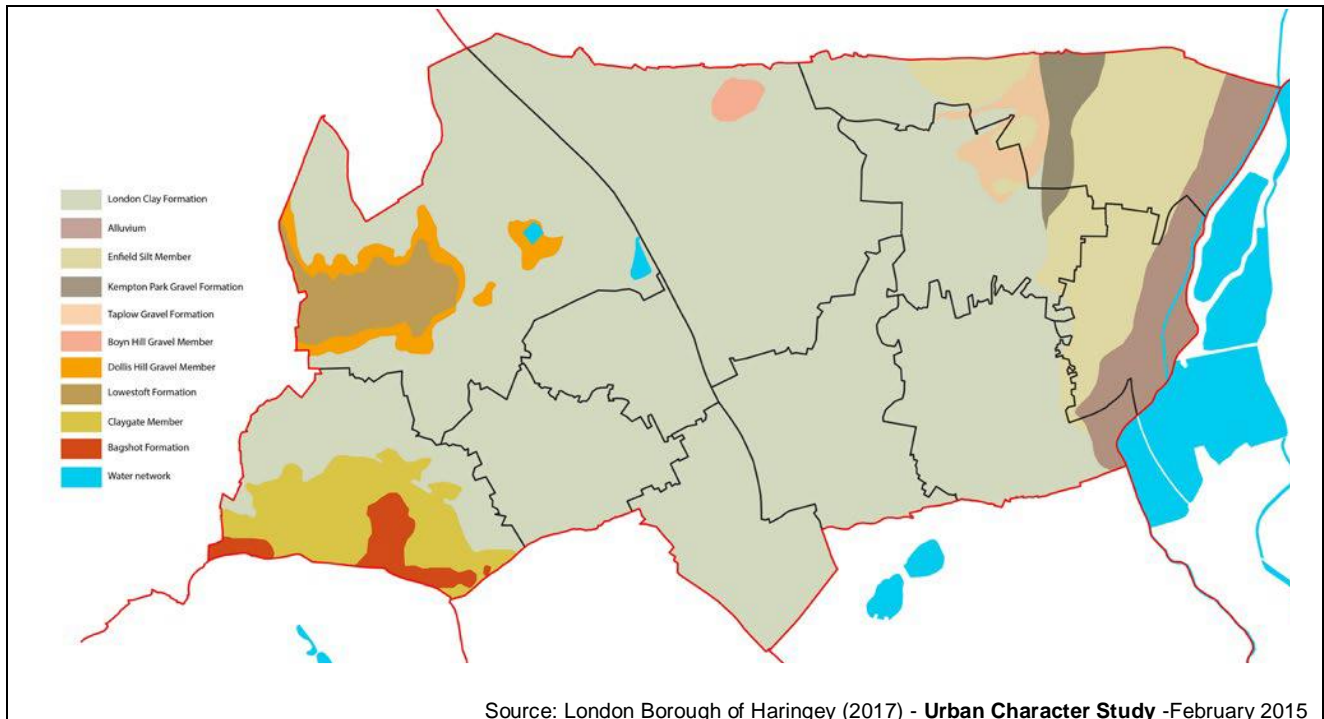 London Clay Formation
Alluvium
Enfield Silt Member
Kempton Park Gravel Formation
Taplow Gravel Formation
Boyn Hill Gravel Member
Dollis Hill Gravel Member
Lowestoft Formation
Claygate Member
Bagshot Formation
Water network
Source: London Borough of Haringey (2017) - Urban Character Study -February 2015